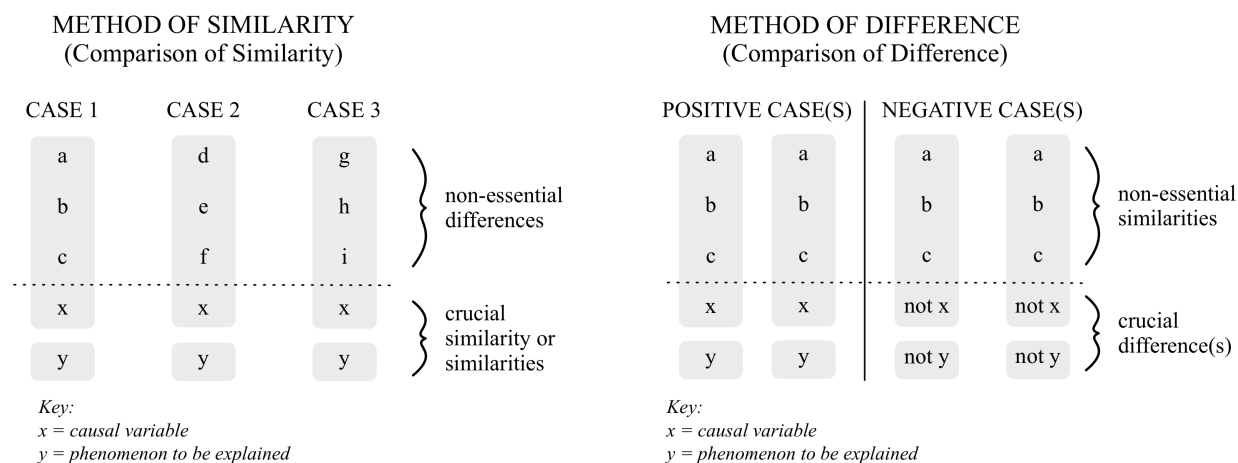 METHOD OF SIMILARITY
(Comparison of Similarity)
CASE 1 CASE 2 CASE 3
a d g
b e h
c f i
non-essential
differences
x x x
y y y
crucial
similarity or
similarities
Key:
x = causal variable
y = phenomenon to be explained
METHOD OF DIFFERENCE
(Comparison of Difference)
POSITIVE CASE(S) NEGATIVE CASE(S)
a a a a
b b b b
c c c c
non-essential
similarities
x x not x not x
y y not y not y
crucial
difference(s)
Key:
x = causal variable
y = phenomenon to be explained